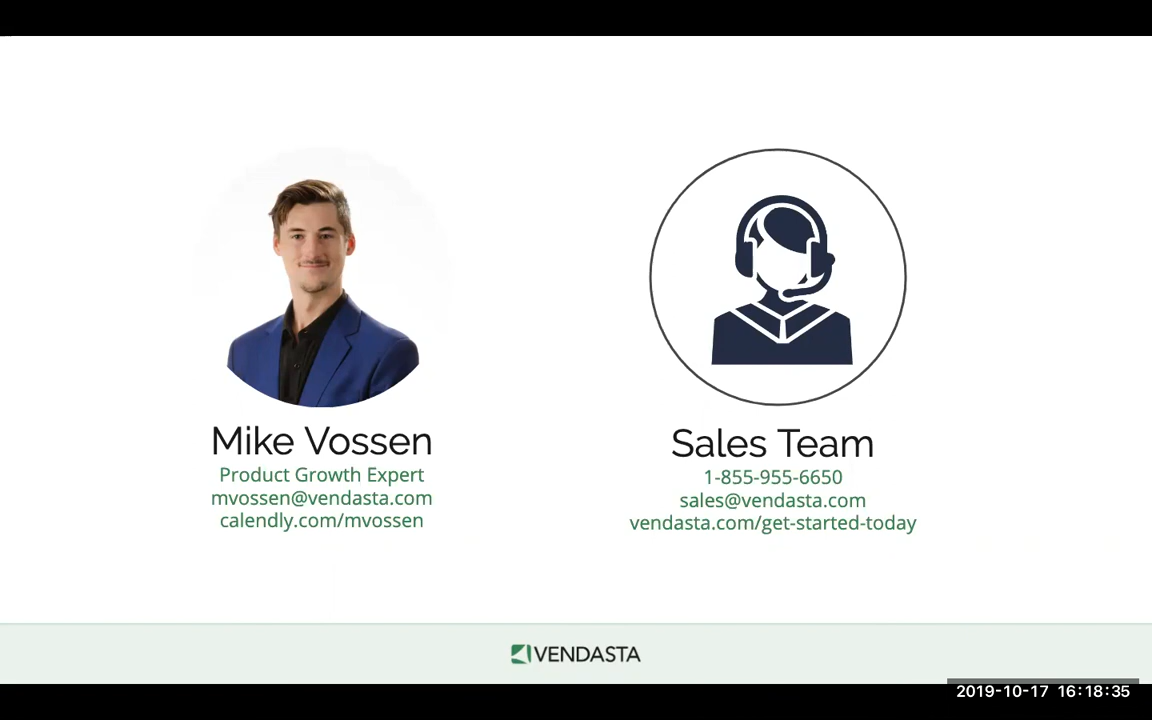 Mike Vossen
Product Growth Expert
mvossen@vendasta.com
calendly.com/mvossen
Sales Team
1-855-955-6650
sales@vendasta.com
vendasta.com/get-started-today
VENDASTA
2019-10-17 16:18:35